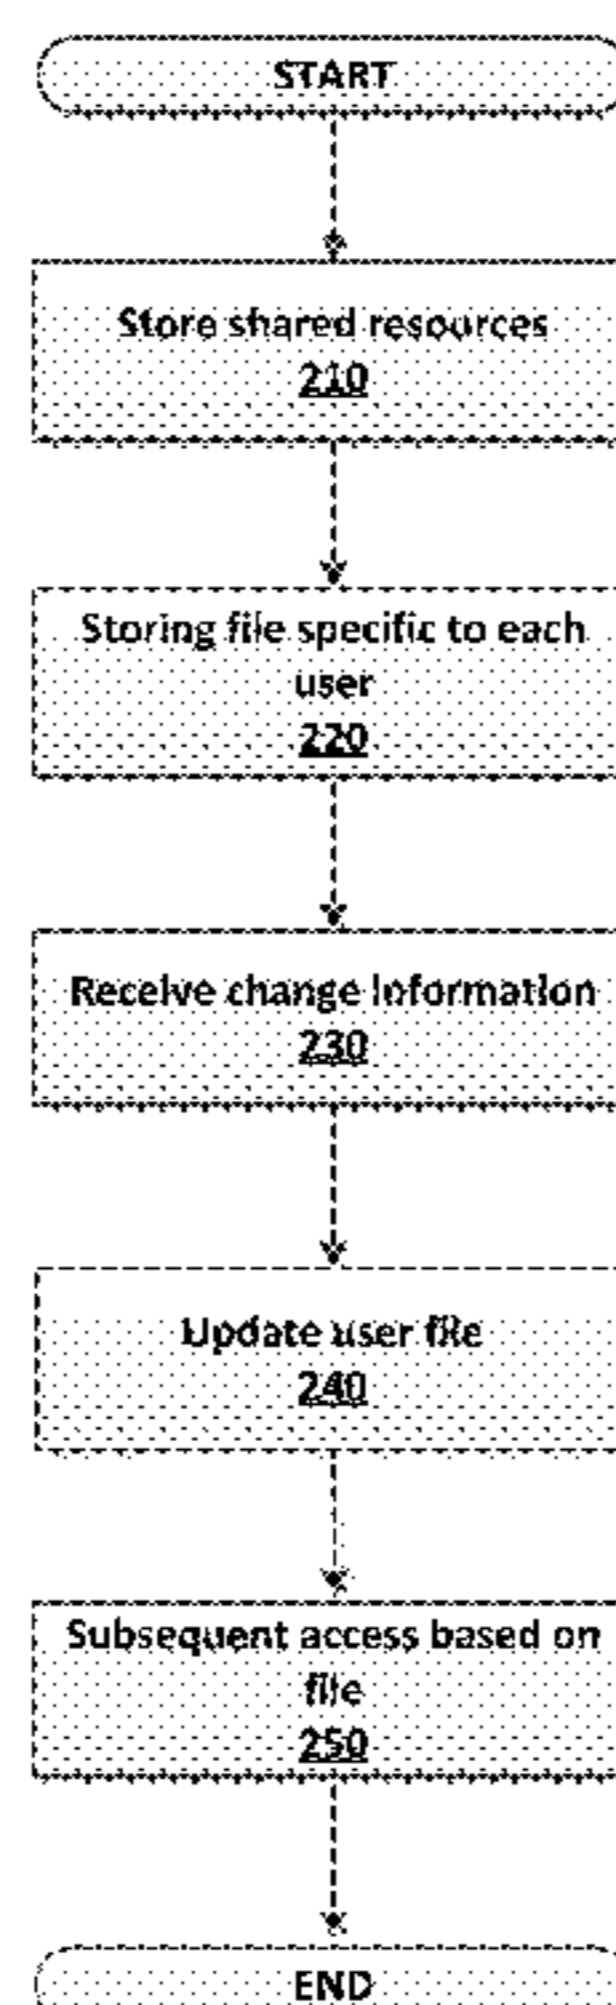 START
Store shared resources
210
Storing file specific to each
user
220
Receive change information
230
Update user file
240
Subsequent access based on
file
250
END